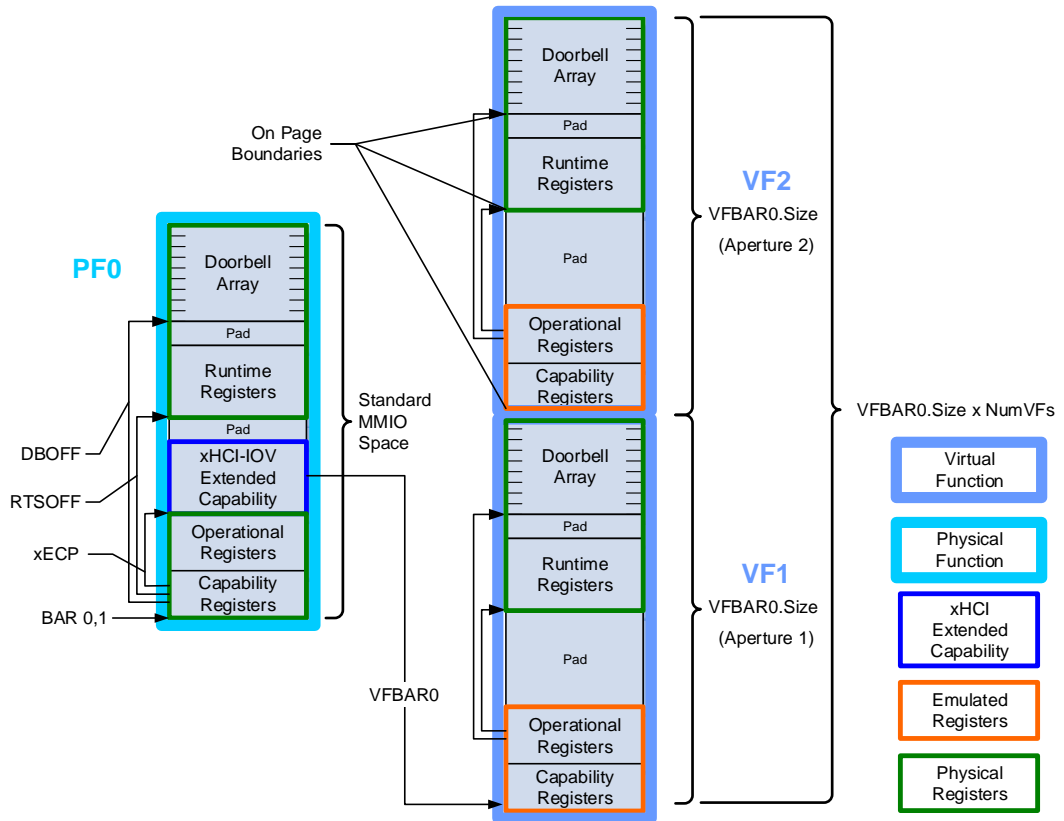 PF0
Doorbell
Array
Pad
Runtime
Registers
Pad
xHCI-IOV
Extended
Capability
Operational
Registers
Capability
Registers
DBOFF
RTSOFF
xECP
BAR 0,1
Standard
MMIO
Space
VFBAR0
On Page
Boundaries
Doorbell
Array
Pad
Runtime
Registers
Pad
Operational
Registers
Capability
Registers
VF2
VFBAR0.Size
(Aperture 2)
Doorbell
Array
Pad
Runtime
Registers
Pad
Operational
Registers
Capability
Registers
VF1
VFBAR0.Size
(Aperture 1)
VFBAR0.Size x NumVFs
Virtual
Function
Physical
Function
xHCI
Extended
Capability
Emulated
Registers
Physical
Registers